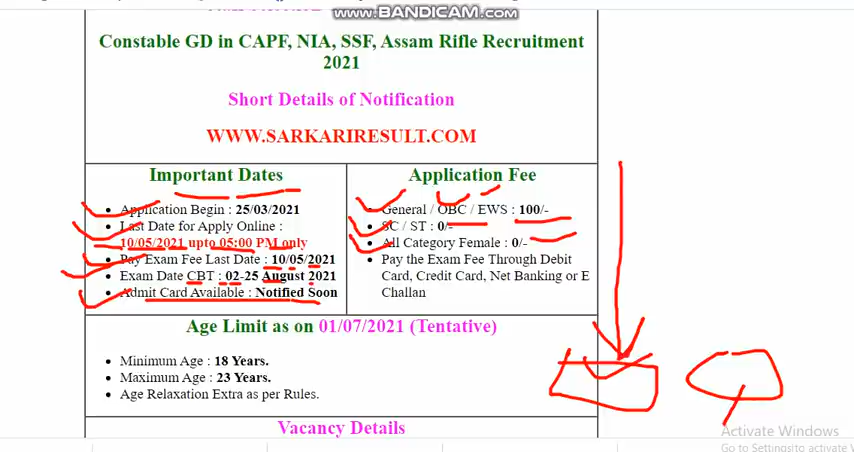 WWW.BANDICAM.COM
Constable GD in CAPF, NIA, SSF, Assam Rifle Recruitment
2021
Short Details of Notification
WWW.SARKARIRESULT.COM
Important Dates
Application Begin : 25/03/2021
Last Date for Apply Online :
10/05/2021 upto 05:00 PM only
Pay Exam Fee Last Date : 10/05/2021
Exam Date CBT : 02-25 August 2021
Admit Card Available : Notified Soon
Application Fee
General / OBC / EWS : 100/-
SC / ST : 0/-
All Category Female : 0/-
Pay the Exam Fee Through Debit
Card, Credit Card, Net Banking or E
Challan
Age Limit as on 01/07/2021 (Tentative)
Minimum Age : 18 Years.
Maximum Age : 23 Years.
Age Relaxation Extra as per Rules.
Vacancy Details
Activate Windows
Go to Settings to activate